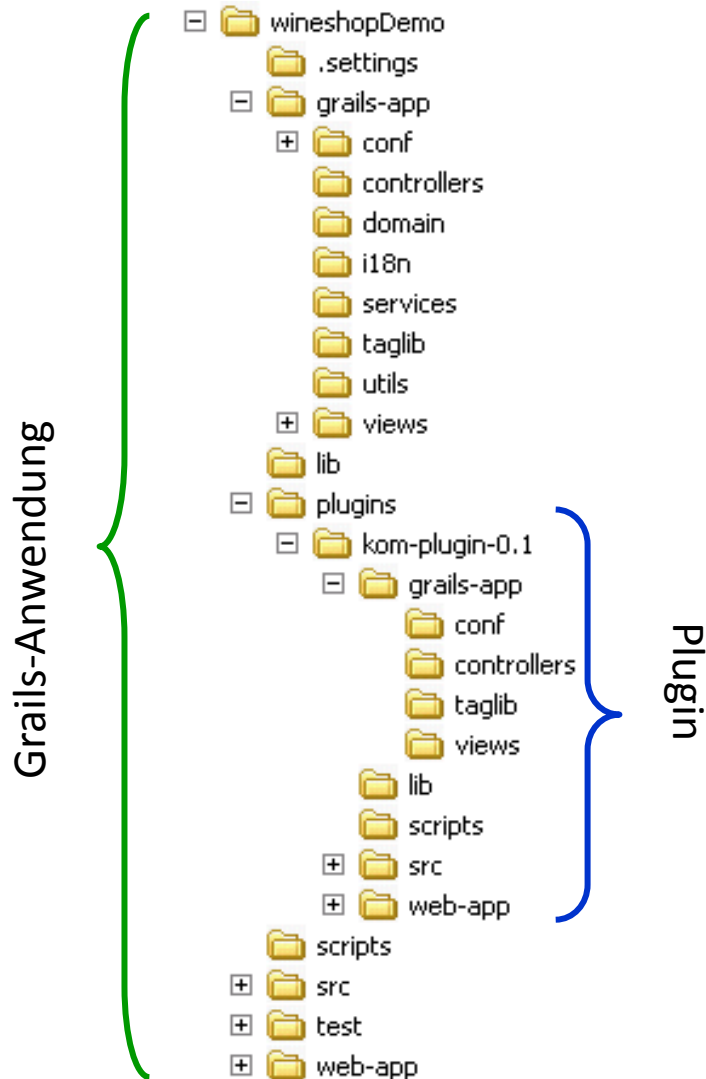 wineshopDemo
.settings
grails-app
conf
controllers
domain
i18n
services
taglib
utils
views
lib
plugins
kom-plugin-0.1
grails-app
conf
controllers
taglib
views
lib
scripts
src
web-app
scripts
src
test
web-app
Grails-Anwendung
Plugin